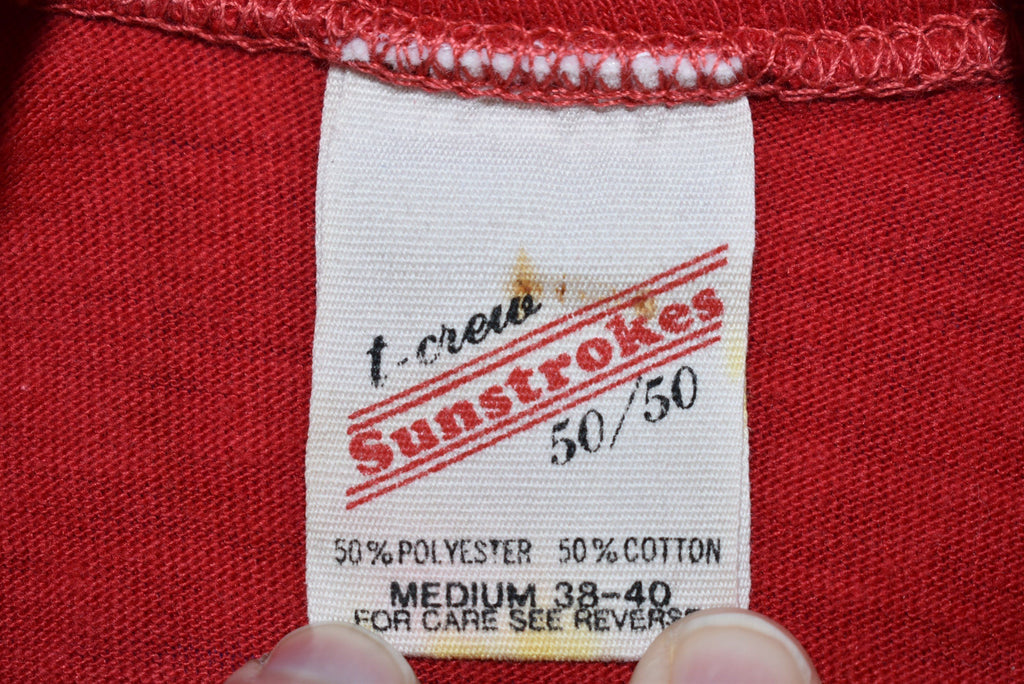 t-crew
Sunstrokes
50/50
50% POLYESTER 50% COTTON
MEDIUM 38-40
FOR CARE SEE REVERSE